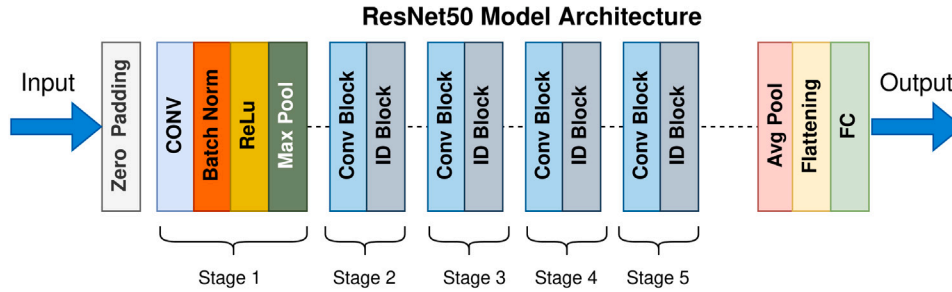 ResNet50 Model Architecture
Input
Zero Padding
CONV
Batch Norm
ReLu
Max Pool
Conv Block
ID Block
Conv Block
ID Block
Conv Block
ID Block
Conv Block
ID Block
Avg Pool
Flattening
FC
Output
Stage 1
Stage 2
Stage 3
Stage 4
Stage 5